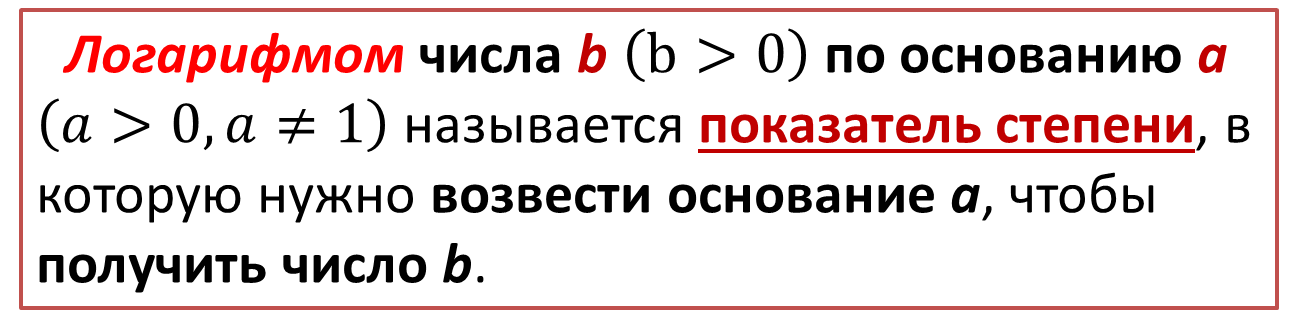 Логарифмом числа b (b > 0) по основанию a
(a > 0, a ≠ 1) называется показатель степени, в
которую нужно возвести основание a, чтобы
получить число b.